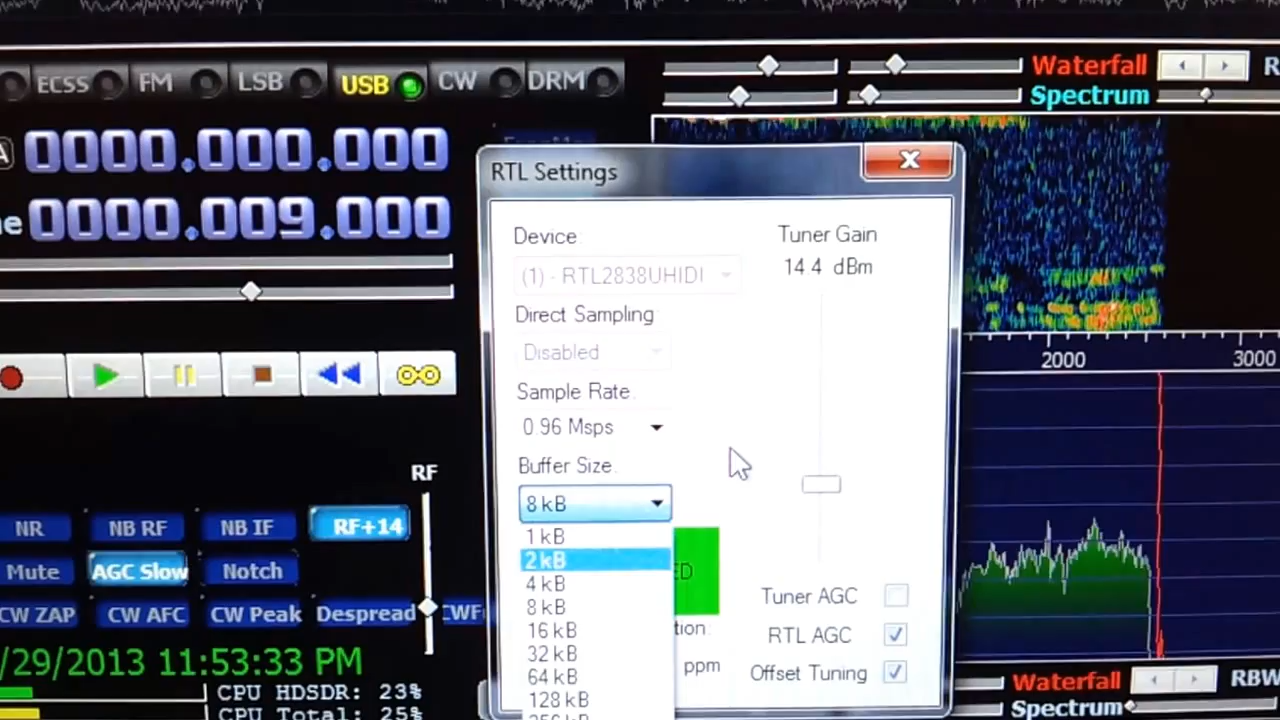 ECSS FM LSB USB CW DRM
Waterfall
Spectrum
A 0000.000.000
0000.009.000
RTL Settings
Device
(1) - RTL2838UHIDI
Tuner Gain
14.4 dBm
Direct Sampling
Disabled
Sample Rate
0.96 Msps
Buffer Size
8 kB
1 kB
2 kB
4 kB
8 kB
16 kB
32 kB
64 kB
128 kB
ppm
Tuner AGC
RTL AGC
Offset Tuning
2000 3000
RF
NR NB RF NB IF RF+14
Mute AGC Slow Notch
CW ZAP CW AFC CW Peak Despread
/29/2013 11:53:33 PM
CPU HDSDR: 23%
CPU Total: 25%
Waterfall RBW
Spectrum